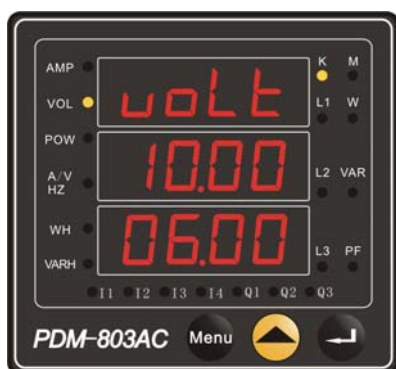 AMP K M
VOL uoLt L1 W
POW
A/V HZ 10.00 L2 VAR
WH 06.00
VARH L3 PF
I1 I2 I3 I4 Q1 Q2 Q3
PDM-803AC Menu